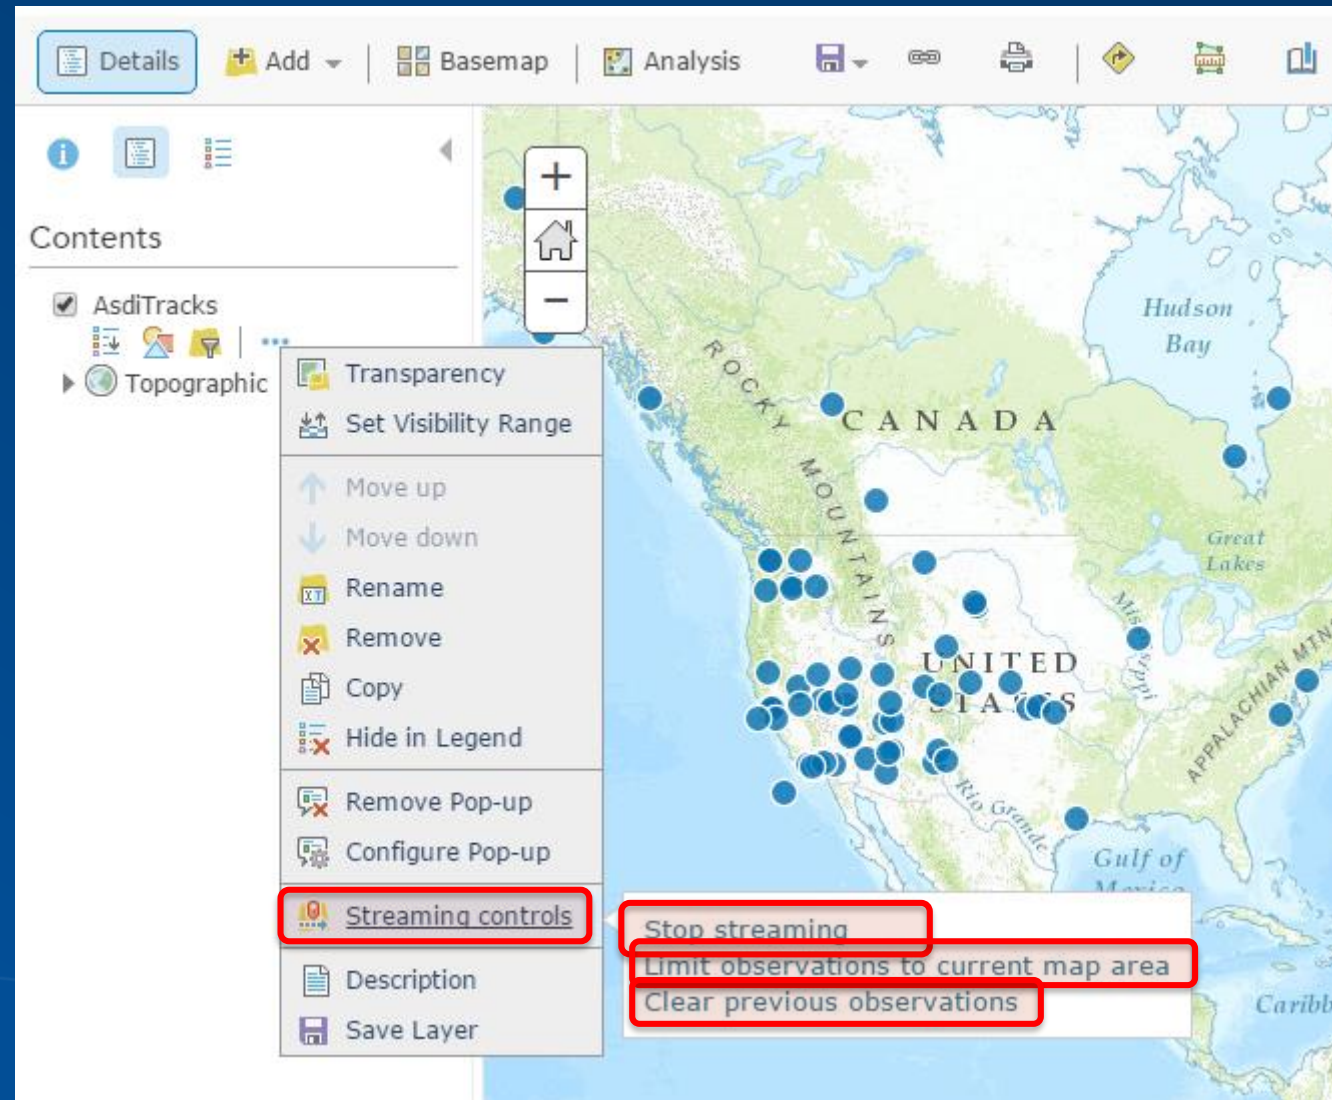 Details Add Basemap Analysis
Contents
AsdiTracks
Topographic
Transparency
Set Visibility Range
Move up
Move down
Rename
Remove
Copy
Hide in Legend
Remove Pop-up
Configure Pop-up
Streaming controls
Description
Save Layer
Stop streaming
Limit observations to current map area
Clear previous observations
Hudson
Bay
ROCKY MOUNTAINS
CANADA
Great
Lakes
UNITED
STATES
APPALACHIAN MTN
Rio Grande
Gulf of
Mexico